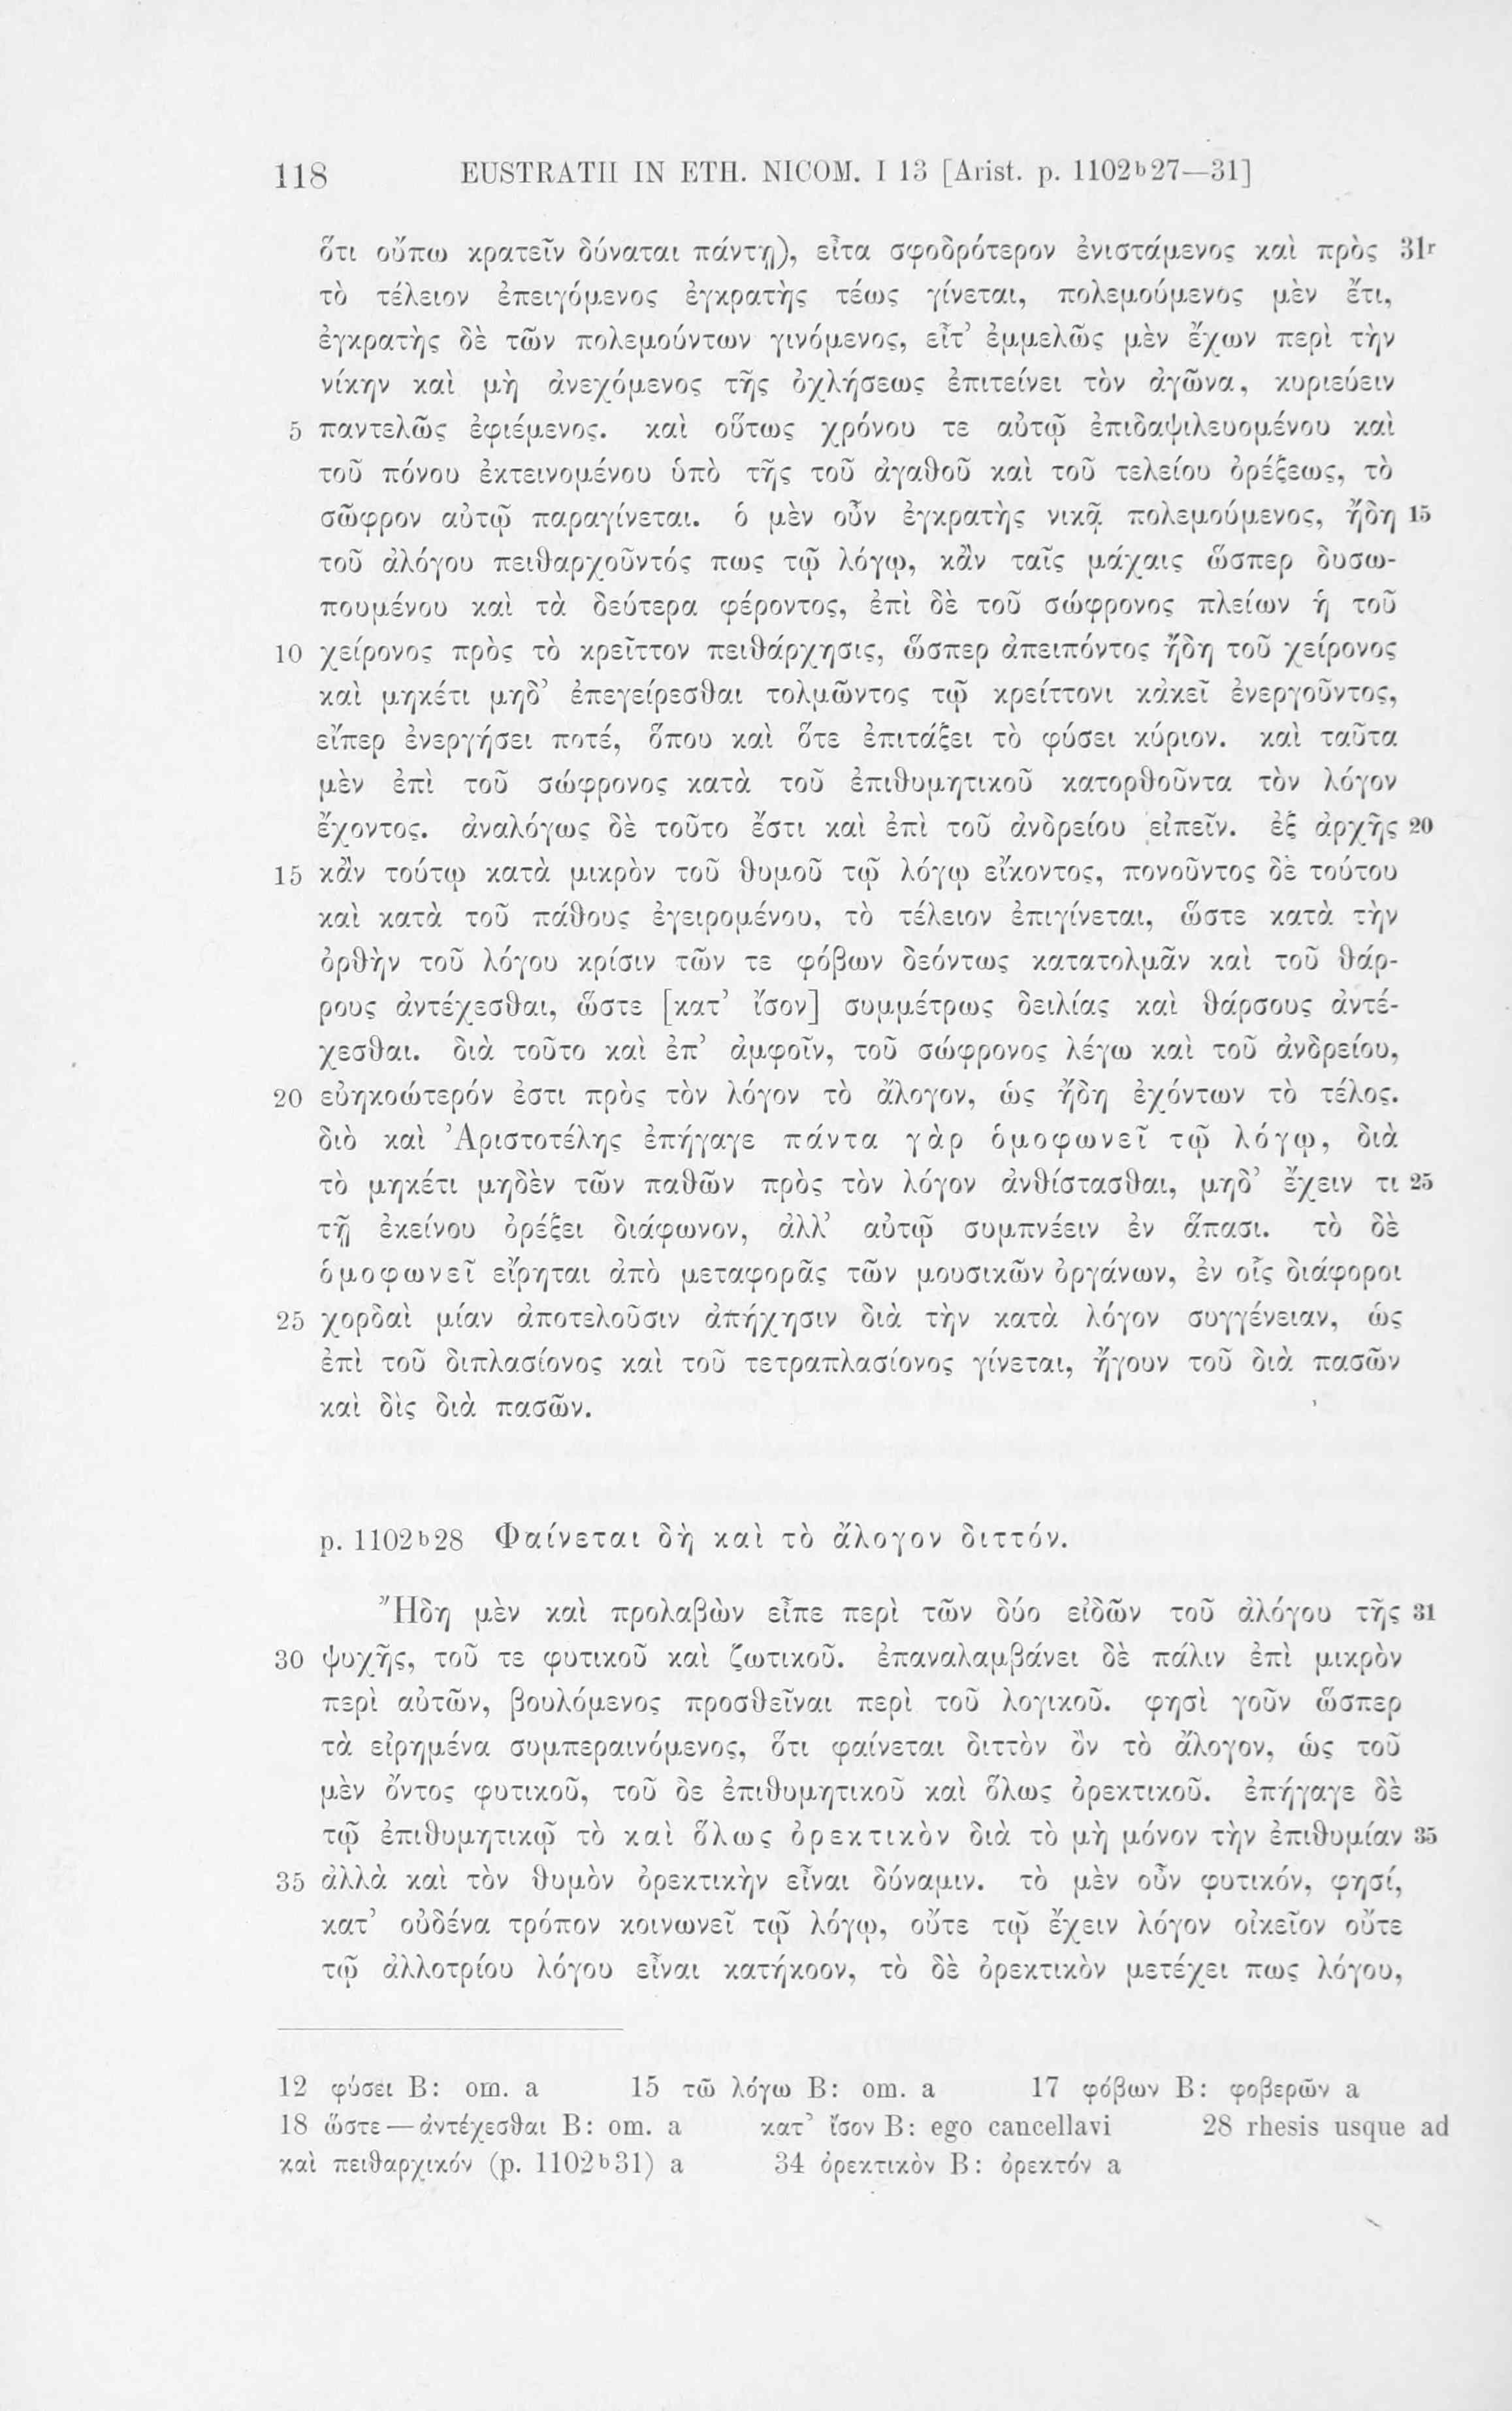 118 EUSTRATII IN ETH. NICOM. I 13 [Arist. p. 1102b27—31]
ὅτι οὔπω κρατεῖν δύναται πάντῃ), εἶτα σφοδρότερον ἐνιστάμενος καὶ πρὸς 31r
τὸ τέλειον ἐπειγόμενος ἐγκρατὴς τέως γίνεται, πολεμούμενος μὲν ἔτι,
ἐγκρατὴς δὲ τῶν πολεμούντων γινόμενος, εἶτ’ ἐμμελῶς μὲν ἔχων περὶ τὴν
νίκην καὶ μὴ ἀνεχόμενος τῆς ὀχλήσεως ἐπιτείνει τὸν ἀγῶνα, κυριεύειν
5 παντελῶς ἐφιέμενος. καὶ οὕτως χρόνου τε αὐτῷ ἐπιδαψιλευομένου καὶ
τοῦ πόνου ἐκτεινομένου ὑπὸ τῆς τοῦ ἀγαθοῦ καὶ τοῦ τελείου ὀρέξεως, τὸ
σῶφρον αὐτῷ παραγίνεται. ὁ μὲν οὖν ἐγκρατὴς νικᾷ πολεμούμενος, ἤδη 15
τοῦ ἀλόγου πειθαρχοῦντός πως τῷ λόγῳ, κἂν ταῖς μάχαις ὥσπερ δυσω-
πουμένου καὶ τὰ δεύτερα φέροντος, ἐπὶ δὲ τοῦ σώφρονος πλείων ἡ τοῦ
10 χείρονος πρὸς τὸ κρεῖττον πειθάρχησις, ὥσπερ ἀπειπόντος ἤδη τοῦ χείρονος
καὶ μηκέτι μηδ’ ἐπεγείρεσθαι τολμῶντος τῷ κρείττονι κἀκεῖ ἐνεργοῦντος,
εἴπερ ἐνεργήσει ποτέ, ὅπου καὶ ὅτε ἐπιτάξει τὸ φύσει κύριον. καὶ ταῦτα
μὲν ἐπὶ τοῦ σώφρονος κατὰ τοῦ ἐπιθυμητικοῦ κατορθοῦντα τὸν λόγον
ἔχοντος. ἀναλόγως δὲ τοῦτο ἔστι καὶ ἐπὶ τοῦ ἀνδρείου εἰπεῖν. ἐξ ἀρχῆς 20
15 κἂν τούτῳ κατὰ μικρὸν τοῦ θυμοῦ τῷ λόγῳ εἴκοντος, πονοῦντος δὲ τούτου
καὶ κατὰ τοῦ πάθους ἐγειρομένου, τὸ τέλειον ἐπιγίνεται, ὥστε κατὰ τὴν
ὀρθὴν τοῦ λόγου κρίσιν τῶν τε φόβων δεόντως κατατολμᾶν καὶ τοῦ θάρ-
ρους ἀντέχεσθαι, ὥστε [κατ’ ἴσον] συμμέτρως δειλίας καὶ θάρσους ἀντέ-
χεσθαι. διὰ τοῦτο καὶ ἐπ’ ἀμφοῖν, τοῦ σώφρονος λέγω καὶ τοῦ ἀνδρείου,
20 εὐηκοώτερόν ἐστι πρὸς τὸν λόγον τὸ ἄλογον, ὡς ἤδη ἐχόντων τὸ τέλος.
διὸ καὶ Ἀριστοτέλης ἐπήγαγε πάντα γὰρ ὁμοφωνεῖ τῷ λόγῳ, διὰ
τὸ μηκέτι μηδὲν τῶν παθῶν πρὸς τὸν λόγον ἀνθίστασθαι, μηδ’ ἔχειν τι 25
τῇ ἐκείνου ὀρέξει διάφωνον, ἀλλ’ αὐτῷ συμπνέειν ἐν ἅπασι. τὸ δὲ
ὁμοφωνεῖ εἴρηται ἀπὸ μεταφορᾶς τῶν μουσικῶν ὀργάνων, ἐν οἷς διάφοροι
25 χορδαὶ μίαν ἀποτελοῦσιν ἀπήχησιν διὰ τὴν κατὰ λόγον συγγένειαν, ὡς
ἐπὶ τοῦ διπλασίονος καὶ τοῦ τετραπλασίονος γίνεται, ἤγουν τοῦ διὰ πασῶν
καὶ δὶς διὰ πασῶν.
p. 1102b28 Φαίνεται δὴ καὶ τὸ ἄλογον διττόν.
Ἤδη μὲν καὶ προλαβὼν εἶπε περὶ τῶν δύο εἰδῶν τοῦ ἀλόγου τῆς 31
30 ψυχῆς, τοῦ τε φυτικοῦ καὶ ζωτικοῦ. ἐπαναλαμβάνει δὲ πάλιν ἐπὶ μικρὸν
περὶ αὐτῶν, βουλόμενος προσθεῖναι περὶ τοῦ λογικοῦ. φησὶ γοῦν ὥσπερ
τὰ εἰρημένα συμπεραινόμενος, ὅτι φαίνεται διττὸν ὂν τὸ ἄλογον, ὡς τοῦ
μὲν ὄντος φυτικοῦ, τοῦ δε ἐπιθυμητικοῦ καὶ ὅλως ὀρεκτικοῦ. ἐπήγαγε δὲ
τῷ ἐπιθυμητικῷ τὸ καὶ ὅλως ὀρεκτικὸν διὰ τὸ μὴ μόνον τὴν ἐπιθυμίαν 35
35 ἀλλὰ καὶ τὸν θυμὸν ὀρεκτικὴν εἶναι δύναμιν. τὸ μὲν οὖν φυτικόν, φησί,
κατ’ οὐδένα τρόπον κοινωνεῖ τῷ λόγῳ, οὔτε τῷ ἔχειν λόγον οἰκεῖον οὔτε
τῷ ἀλλοτρίου λόγου εἶναι κατήκοον, τὸ δὲ ὀρεκτικὸν μετέχει πως λόγου,
12 φύσει B: om. a 15 τῶ λόγω B: om. a 17 φόβων B: φοβερῶν a
18 ὥστε — ἀντέχεσθαι B: om. a κατ’ ἴσον B: ego cancellavi 28 rhesis usque ad
καὶ πειθαρχικόν (p. 1102b31) a 34 ὀρεκτικὸν B: ὀρεκτόν a